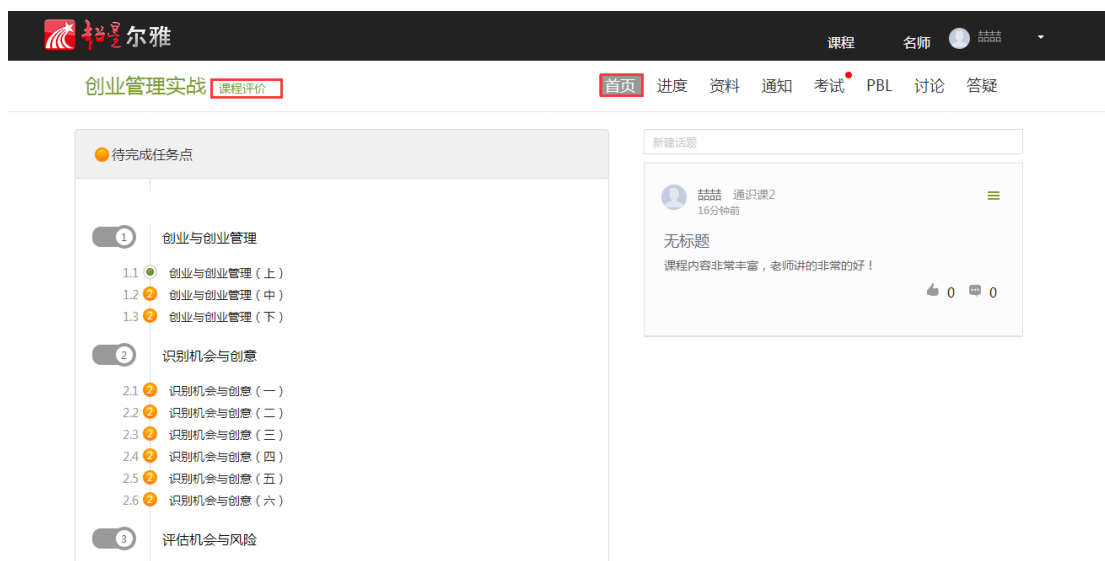 超星尔雅
课程 名师 喆喆
创业管理实战 课程评价
首页 进度 资料 通知 考试 PBL 讨论 答疑
待完成任务点
1 创业与创业管理
1.1 创业与创业管理(上)
1.2 2 创业与创业管理(中)
1.3 2 创业与创业管理(下)
2 识别机会与创意
2.1 2 识别机会与创意(一)
2.2 2 识别机会与创意(二)
2.3 2 识别机会与创意(三)
2.4 2 识别机会与创意(四)
2.5 2 识别机会与创意(五)
2.6 2 识别机会与创意(六)
3 评估机会与风险
新建话题
喆喆 通识课2
16分钟前
无标题
课程内容非常丰富,老师讲的非常的好!
0 0